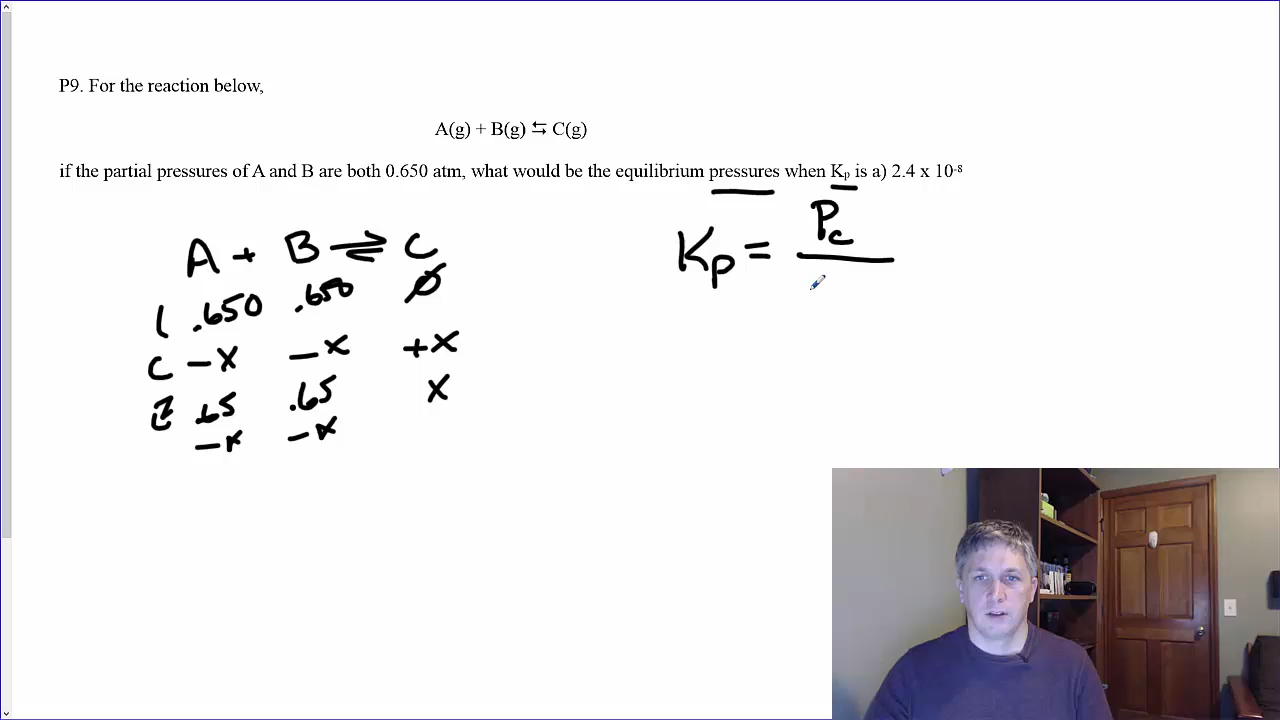 P9. For the reaction below,
A(g) + B(g) ⇆ C(g)
if the partial pressures of A and B are both 0.650 atm, what would be the equilibrium pressures when Kₚ is a) 2.4 x 10⁻⁸
A + B ⇌ C
I .650 .650 Ø
C -x -x +x
E .65 .65 x
-x -x
Kp = Pc